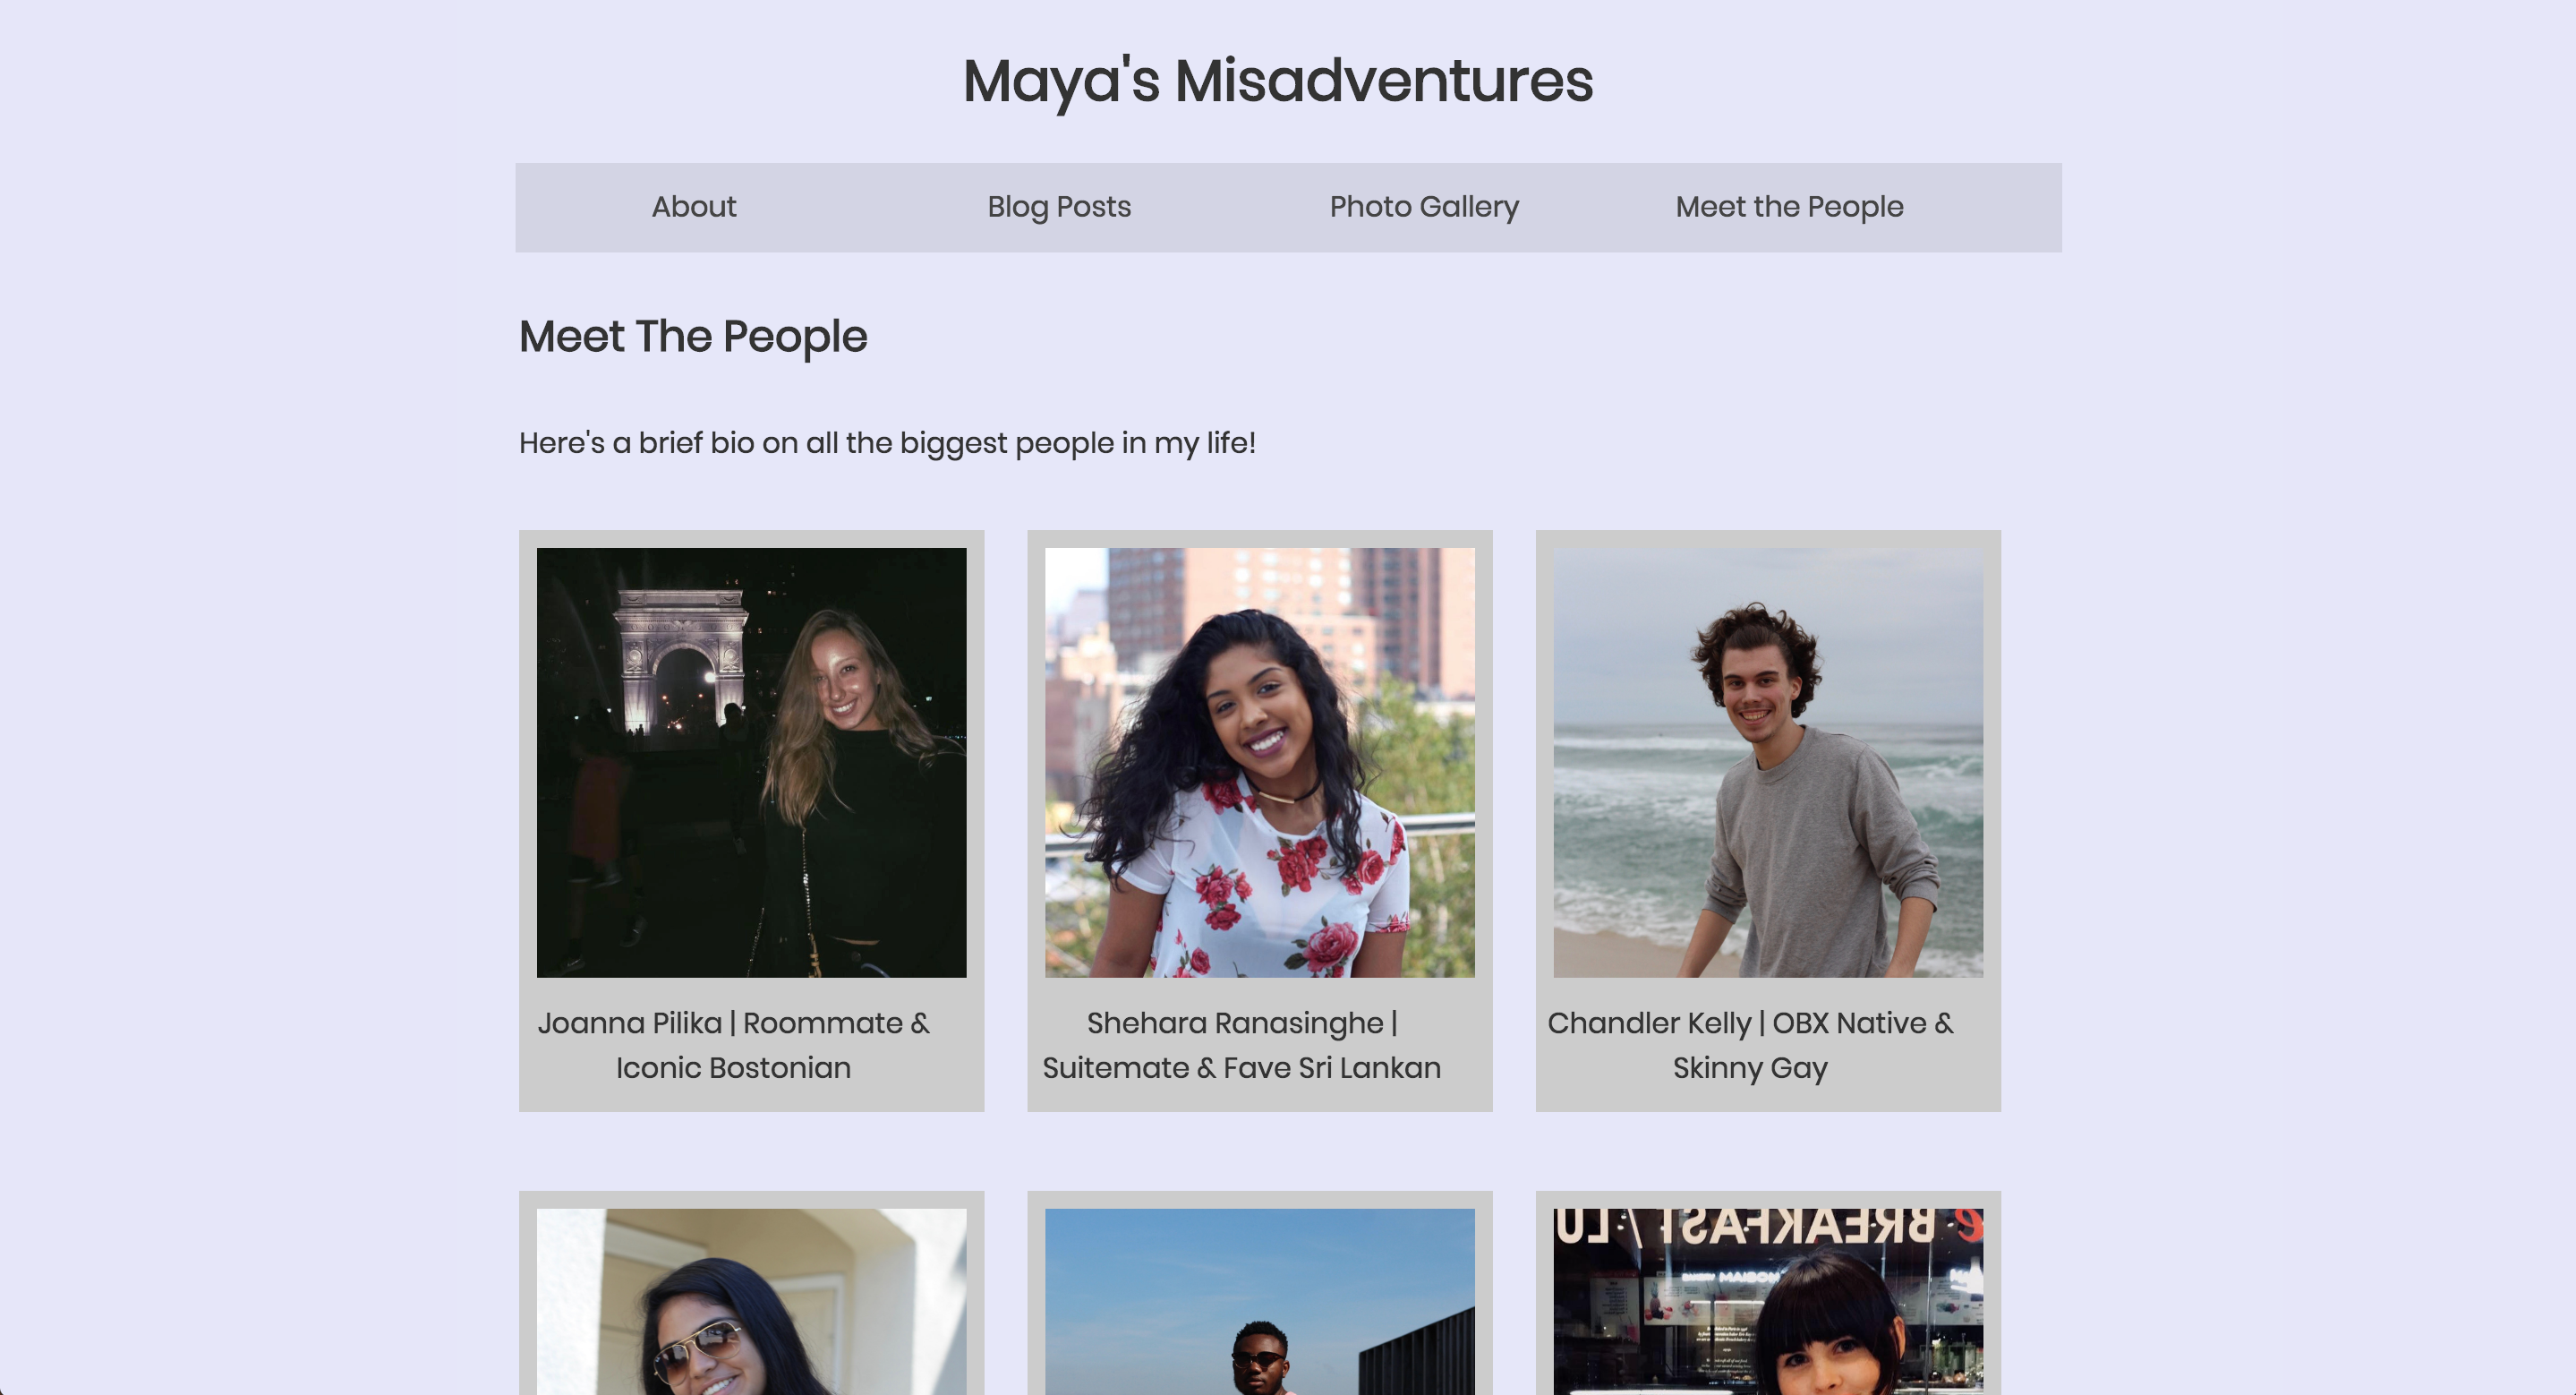 Maya's Misadventures
About
Blog Posts
Photo Gallery
Meet the People
Meet The People
Here's a brief bio on all the biggest people in my life!
Joanna Pilika | Roommate &
Iconic Bostonian
Shehara Ranasinghe |
Suitemate & Fave Sri Lankan
Chandler Kelly | OBX Native &
Skinny Gay
e BREAKFAST / LU
MAISON